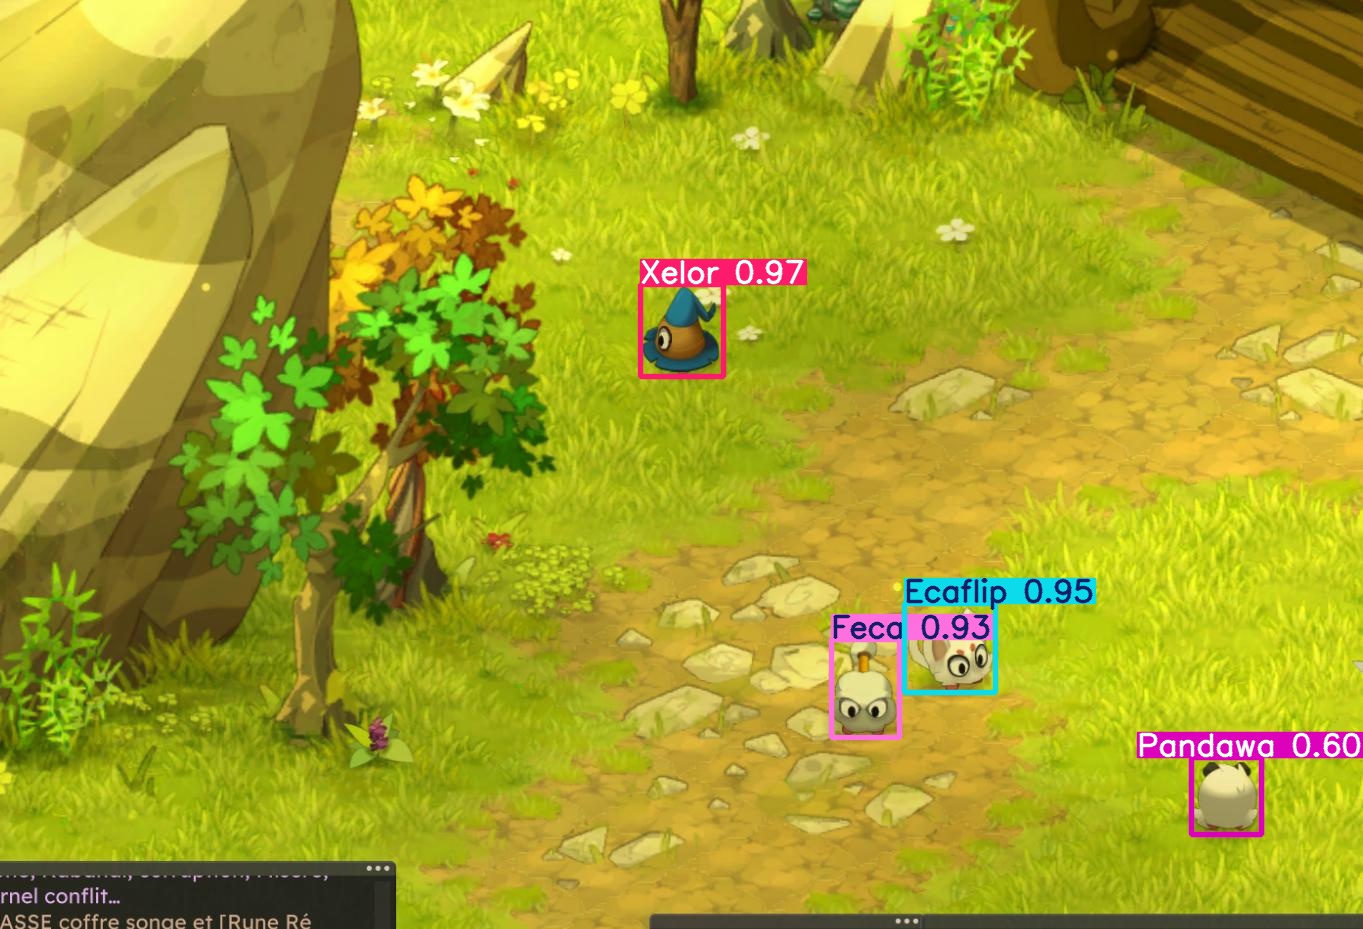 Xelor 0.97
Ecaflip 0.95
Feca 0.93
Pandawa 0.60
rnel conflit...
ASSE coffre songe et [Rune Ré